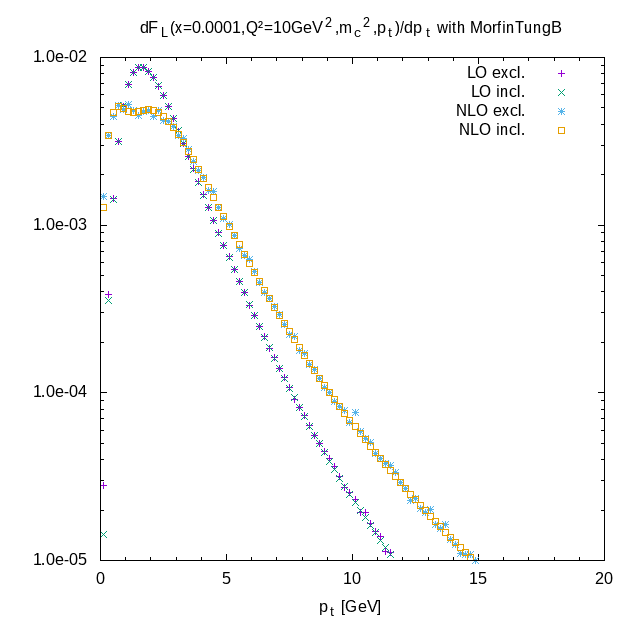 dF_L(x=0.0001,Q²=10GeV²,m_c²,p_t)/dp_t with MorfinTungB
LO excl.
LO incl.
NLO excl.
NLO incl.
1.0e-02
1.0e-03
1.0e-04
1.0e-05
0 5 10 15 20
p_t [GeV]